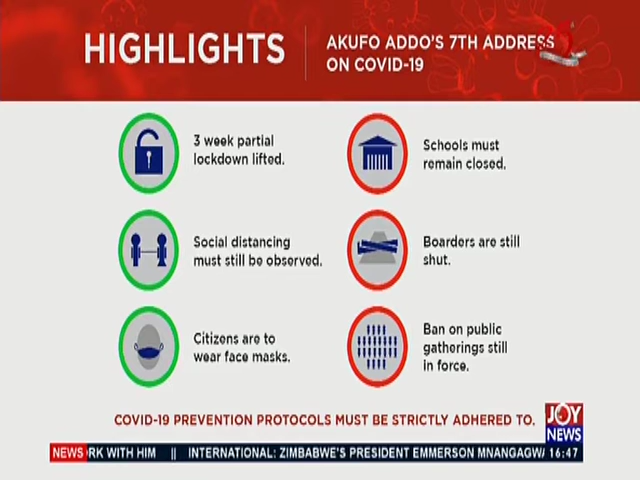 HIGHLIGHTS
AKUFO ADDO'S 7TH ADDRESS
ON COVID-19
3 week partial
lockdown lifted.
Schools must
remain closed.
Social distancing
must still be observed.
Boarders are still
shut.
Citizens are to
wear face masks.
Ban on public
gatherings still
in force.
COVID-19 PREVENTION PROTOCOLS MUST BE STRICTLY ADHERED TO.
JOY
NEWS
NEWS RK WITH HIM || INTERNATIONAL: ZIMBABWE'S PRESIDENT EMMERSON MNANGAGWA 16:47